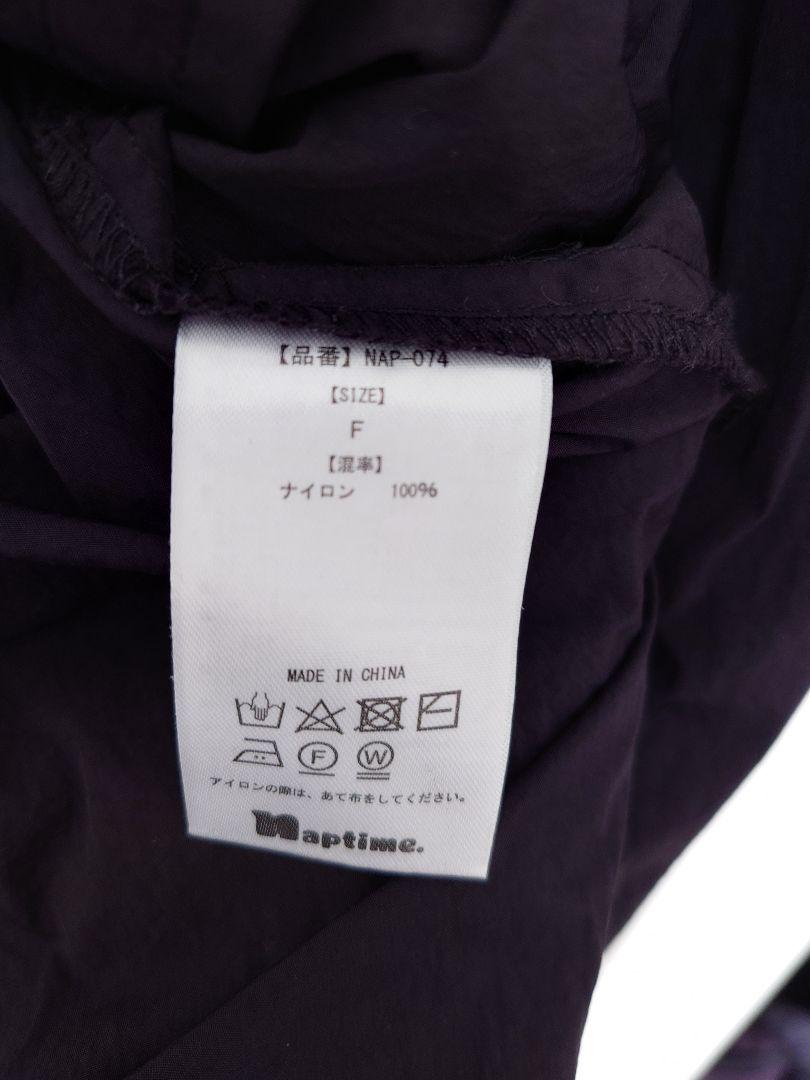 【品番】 NAP-074
【SIZE】
F
【混率】
ナイロン 10096
MADE IN CHINA
F W
アイロンの際は、あて布をしてください。
Naptime.